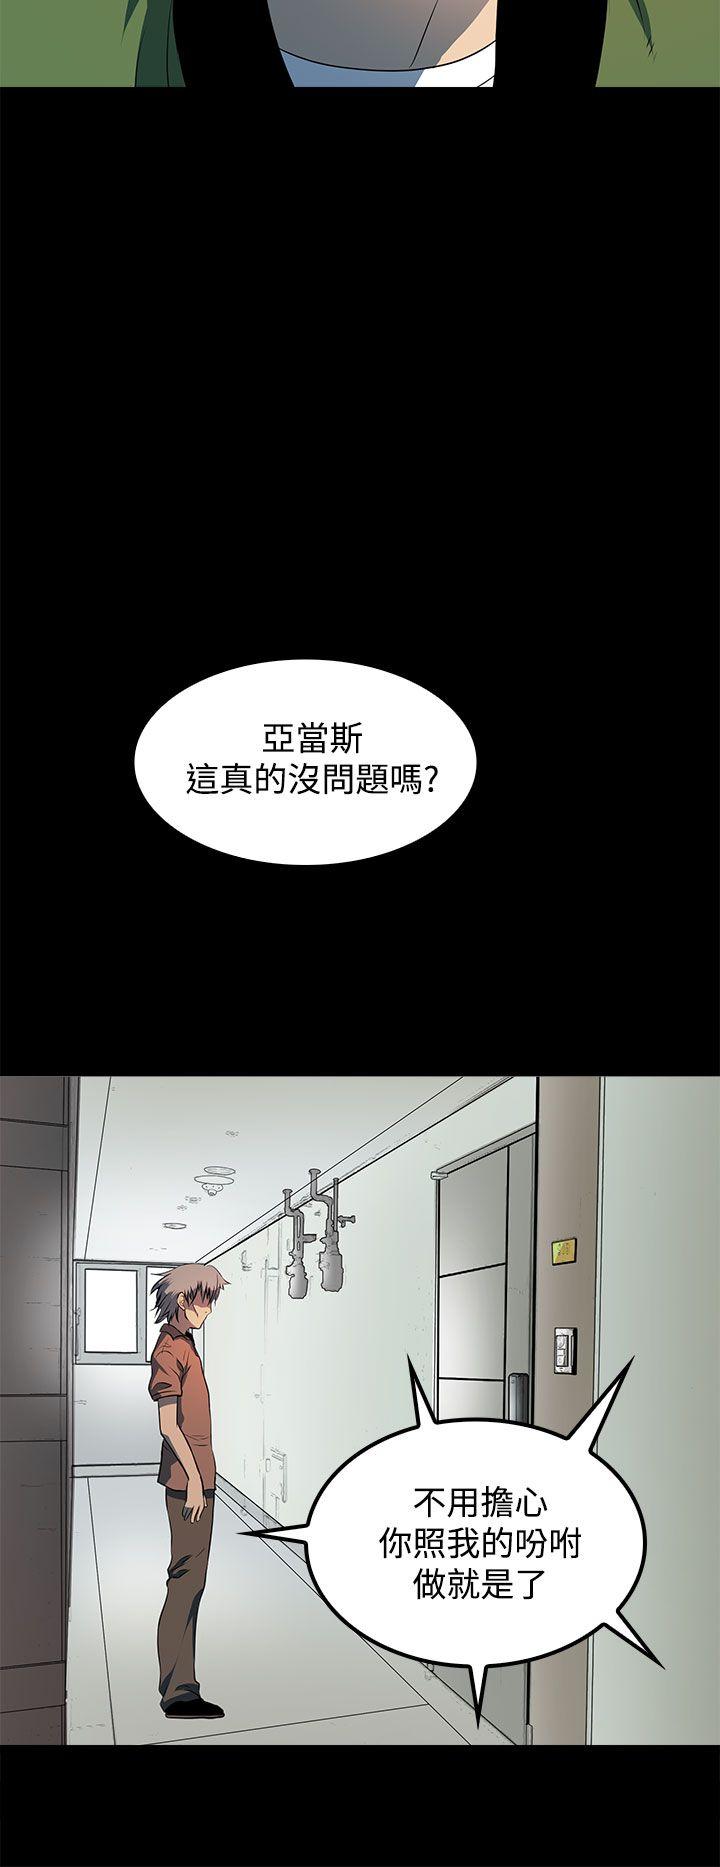 亞當斯
這真的沒問題嗎?
不用擔心
你照我的吩咐
做就是了